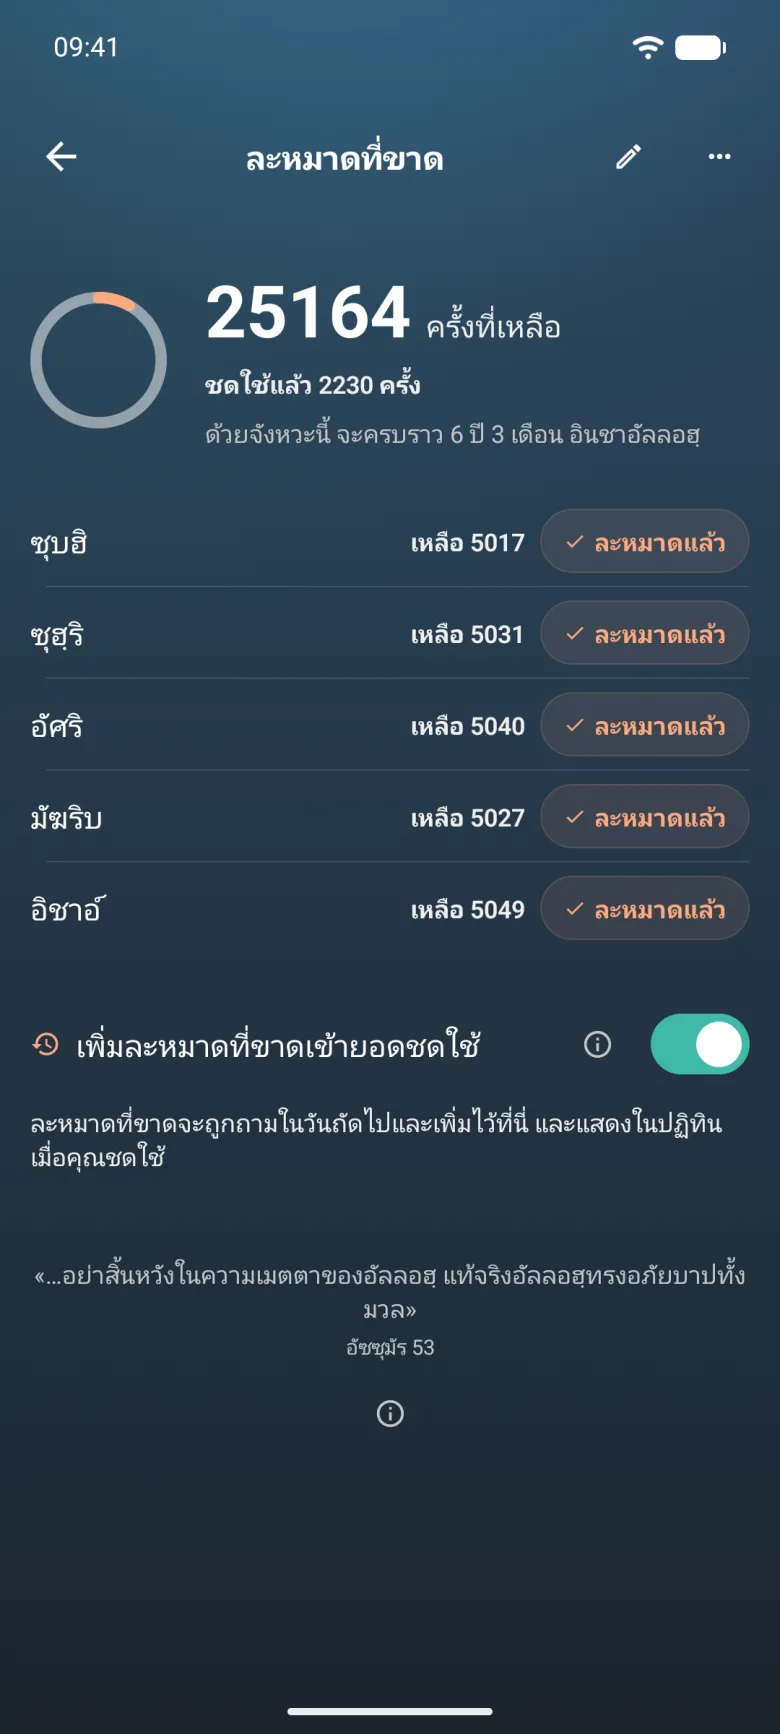 09:41
ละหมาดที่ขาด
25164 ครั้งที่เหลือ
ชดใช้แล้ว 2230 ครั้ง
ด้วยจังหวะนี้ จะครบราว 6 ปี 3 เดือน อินชาอัลลอฮฺ
ซุบฮิ เหลือ 5017 ละหมาดแล้ว
ซุฮฺริ เหลือ 5031 ละหมาดแล้ว
อัศริ เหลือ 5040 ละหมาดแล้ว
มัฆริบ เหลือ 5027 ละหมาดแล้ว
อิชาอ์ เหลือ 5049 ละหมาดแล้ว
เพิ่มละหมาดที่ขาดเข้ายอดชดใช้
ละหมาดที่ขาดจะถูกถามในวันถัดไปและเพิ่มไว้ที่นี่ และแสดงในปฏิทิน
เมื่อคุณชดใช้
«…อย่าสิ้นหวังในความเมตตาของอัลลอฮฺ แท้จริงอัลลอฮฺทรงอภัยบาปทั้ง
มวล»
อัซซุมัร 53